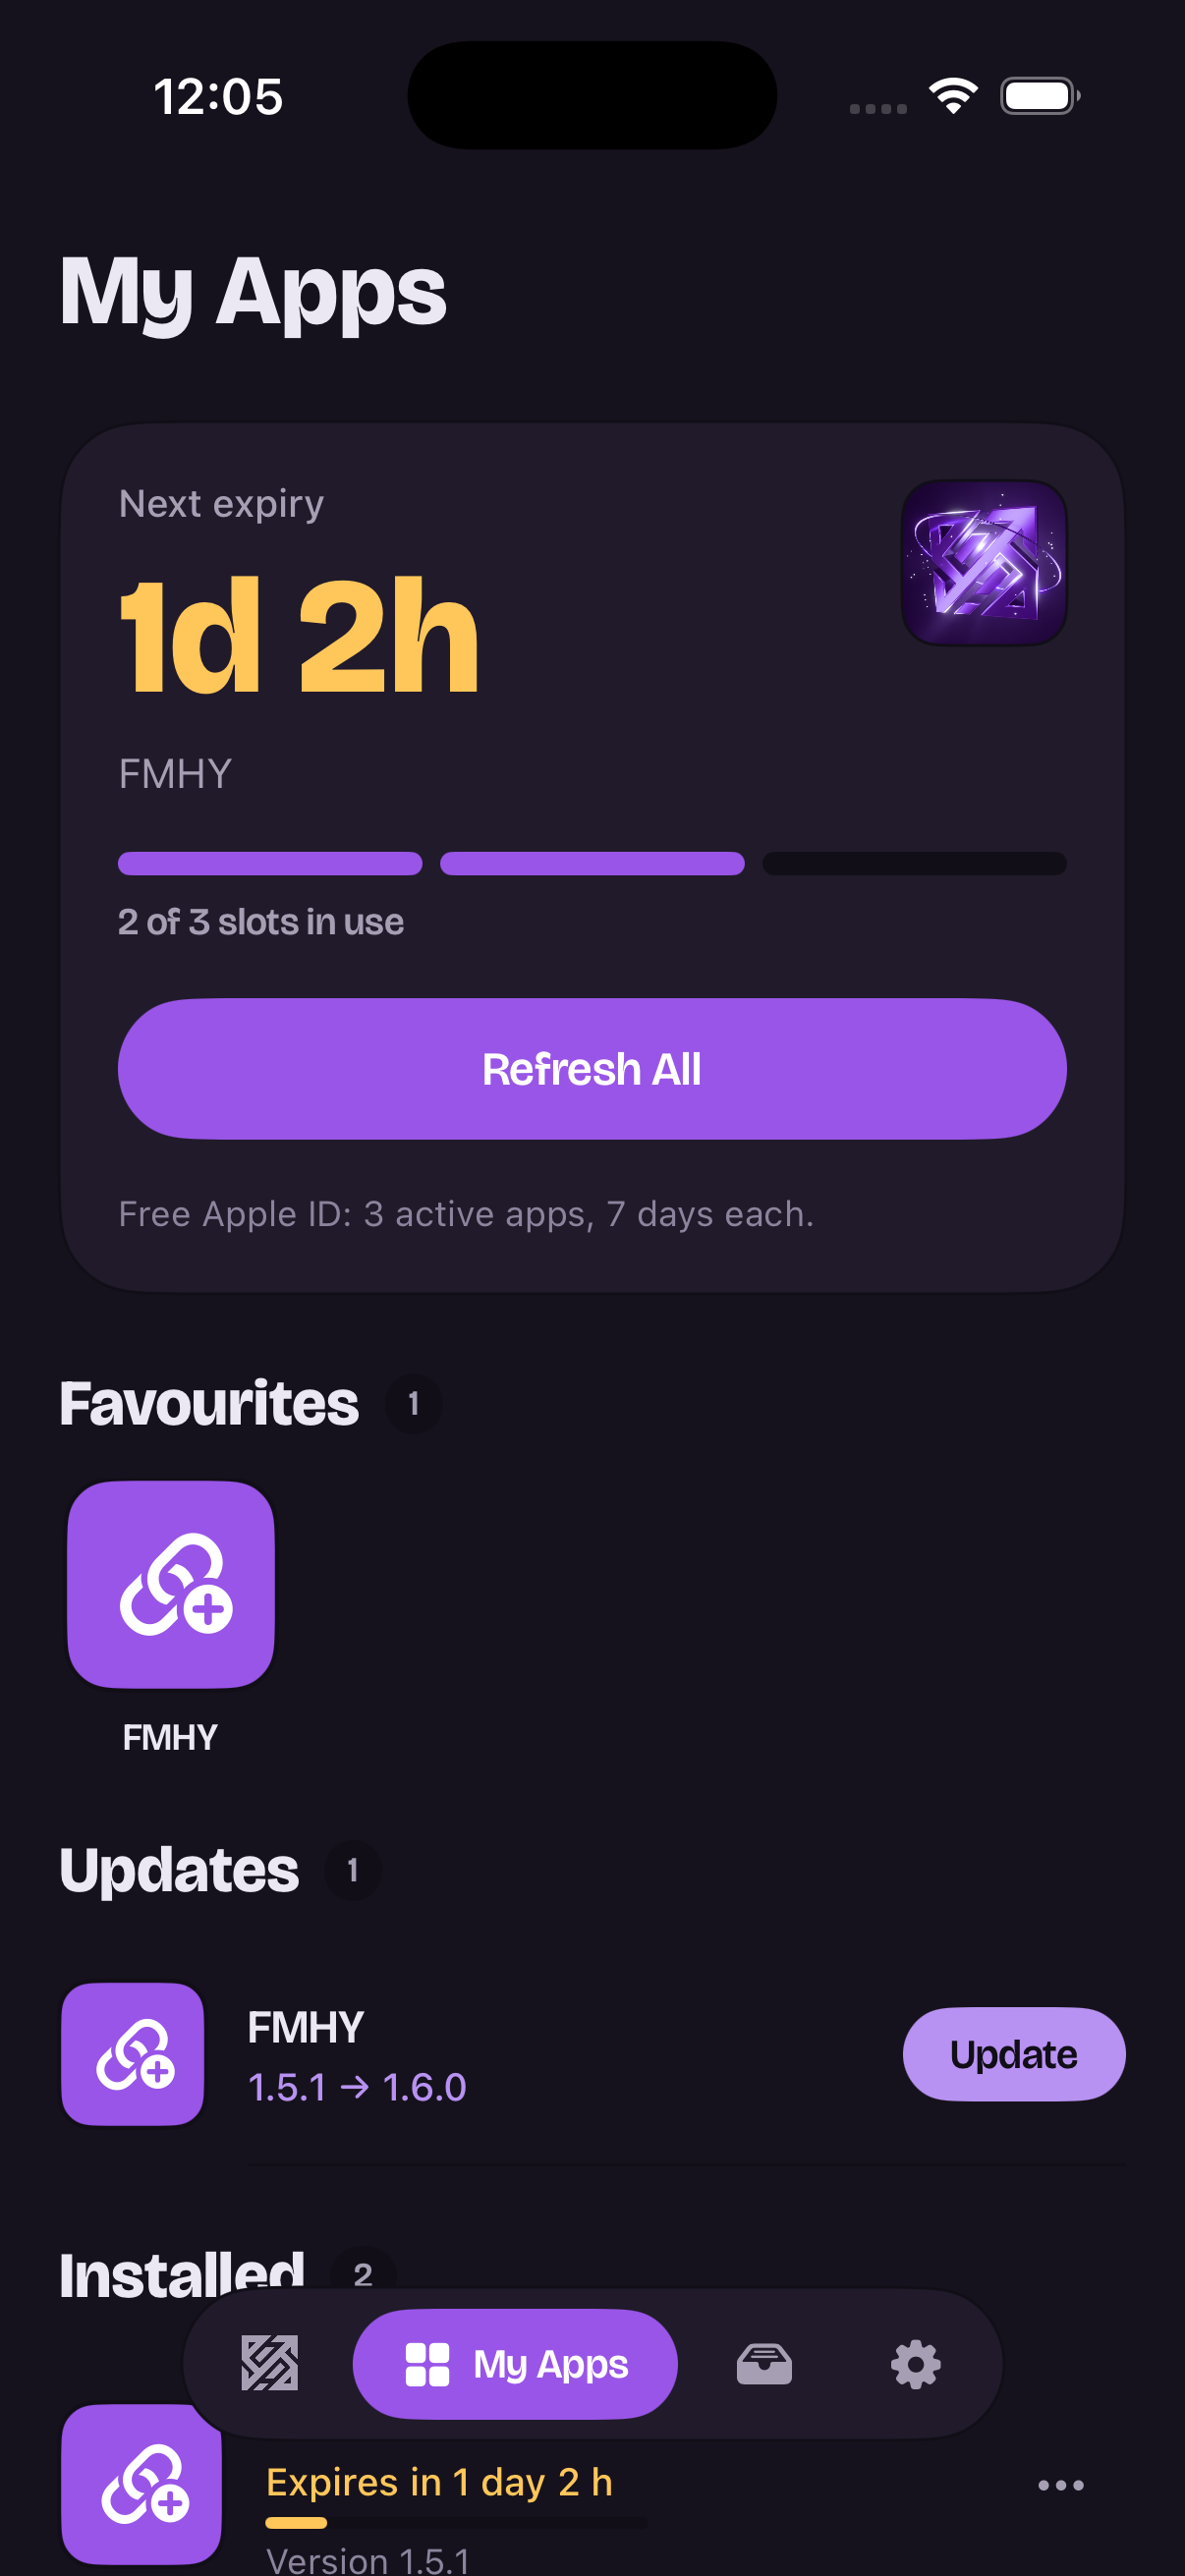 12:05
My Apps
Next expiry
1d 2h
FMHY
2 of 3 slots in use
Refresh All
Free Apple ID: 3 active apps, 7 days each.
Favourites 1
FMHY
Updates 1
FMHY
1.5.1 → 1.6.0
Update
Installed 2
My Apps
Expires in 1 day 2 h
Version 1.5.1